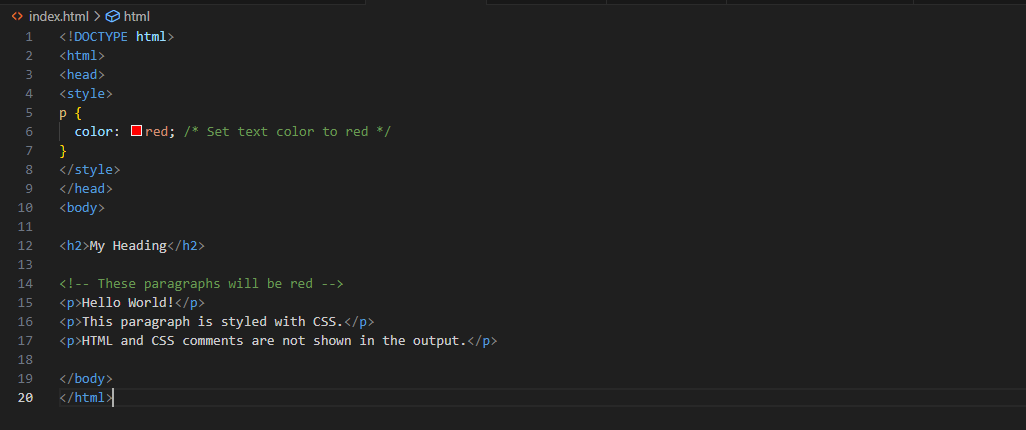 index.html > html
1 <!DOCTYPE html>
2 <html>
3 <head>
4 <style>
5 p {
6   color: red; /* Set text color to red */
7 }
8 </style>
9 </head>
10 <body>
11
12 <h2>My Heading</h2>
13
14 <!-- These paragraphs will be red -->
15 <p>Hello World!</p>
16 <p>This paragraph is styled with CSS.</p>
17 <p>HTML and CSS comments are not shown in the output.</p>
18
19 </body>
20 </html>